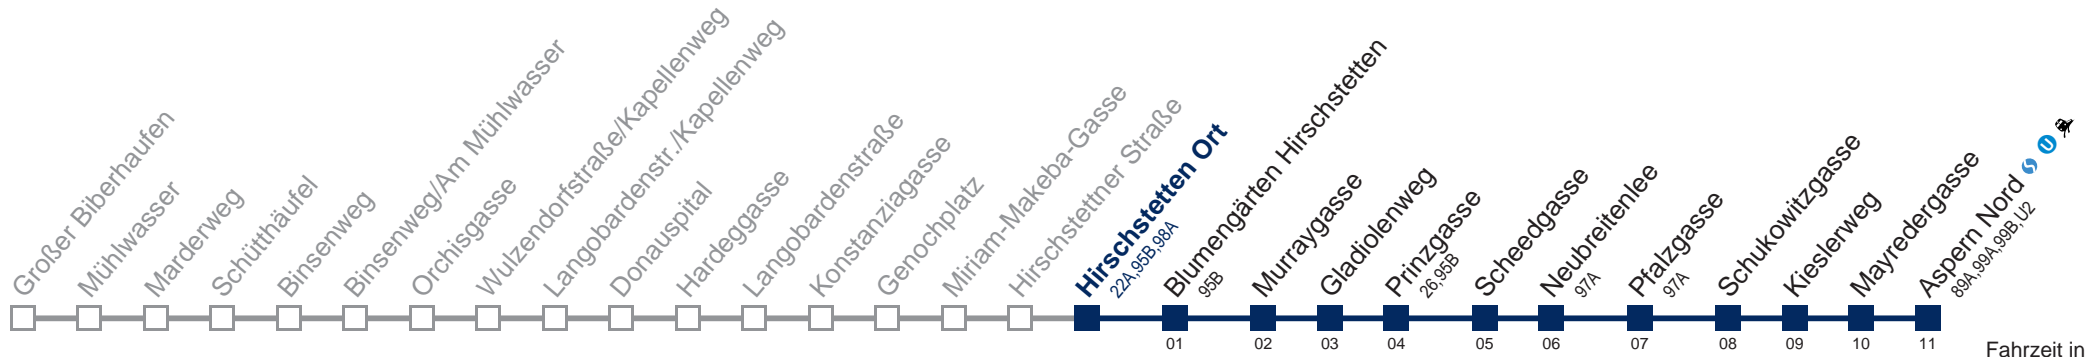 Großer Biberhaufen
Mühlwasser
Marderweg
Schütthäufel
Binsenweg
Binsenweg/Am Mühlwasser
Orchisgasse
Wulzendorfstraße/Kapellenweg
Langobardenstr./Kapellenweg
Donauspital
Hardeggasse
Langobardenstraße
Konstanziagasse
Genochplatz
Miriam-Makeba-Gasse
Hirschstettner Straße
Hirschstetten Ort
22A,95B,98A
Blumengärten Hirschstetten
95B
Murraygasse
Gladiolenweg
Prinzgasse
26,95B
Scheedgasse
Neubreitenlee
97A
Pfalzgasse
97A
Schukowitzgasse
Kieslerweg
Mayredergasse
Aspern Nord S U
89A,99A,99B,U2
01 02 03 04 05 06 07 08 09 10 11
Fahrzeit in